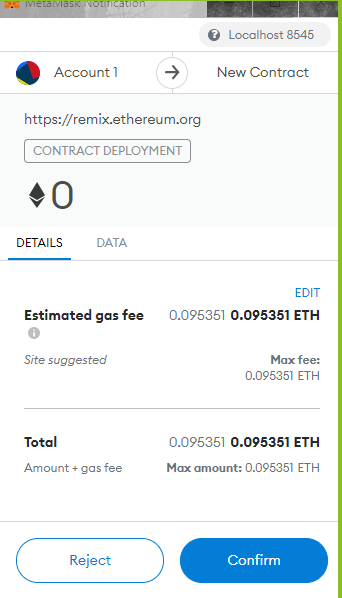 MetaMask Notification
Localhost 8545
Account 1
New Contract
https://remix.ethereum.org
CONTRACT DEPLOYMENT
0
DETAILS DATA
EDIT
Estimated gas fee 0.095351 0.095351 ETH
Site suggested Max fee:
0.095351 ETH
Total 0.095351 0.095351 ETH
Amount + gas fee Max amount: 0.095351 ETH
Reject Confirm